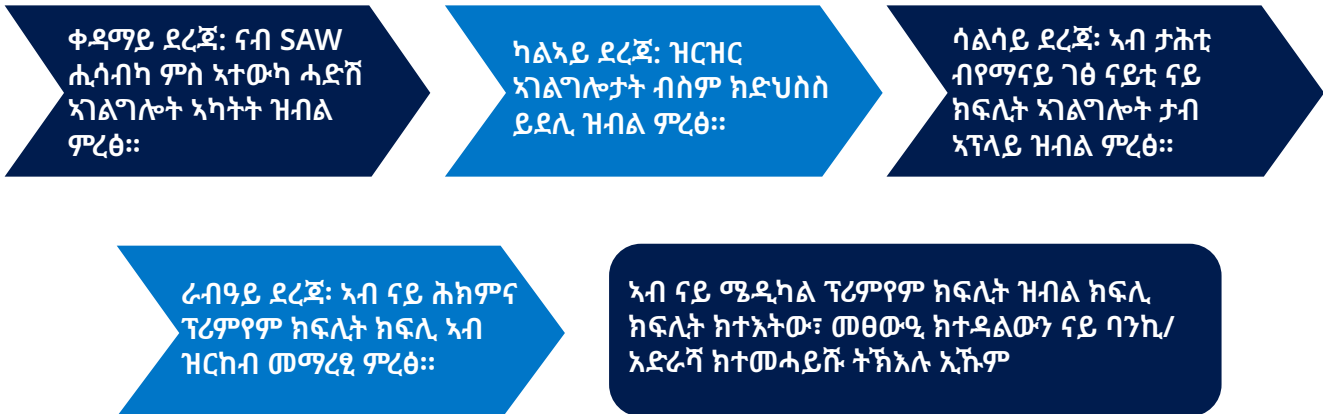 ቀዳማይ ደረጃ: ናብ SAW
ሒሳብካ ምስ ኣተውካ ሓድሽ
ኣገልግሎት ኣካትት ዝብል
ምረፅ።
ካልኣይ ደረጃ: ዝርዝር
ኣገልግሎታት ብስም ክድህስስ
ይደሊ ዝብል ምረፅ።
ሳልሳይ ደረጃ፡ ኣብ ታሕቲ
ብየማናይ ገፅ ናይቲ ናይ
ክፍሊት ኣገልግሎት ታብ
ኣፕላይ ዝብል ምረፅ።
ራብዓይ ደረጃ፡ ኣብ ናይ ሕክምና
ፕሪምየም ክፍሊት ክፍሊ ኣብ
ዝርከብ መማረፂ ምረፅ።
ኣብ ናይ ሜዲካል ፕሪምየም ክፍሊት ዝብል ክፍሊ
ክፍሊት ክተእትው፣ መፀውዒ ክተዳልውን ናይ ባንኪ/
አድራሻ ክተመሓይሹ ትኽእሉ ኢኹም